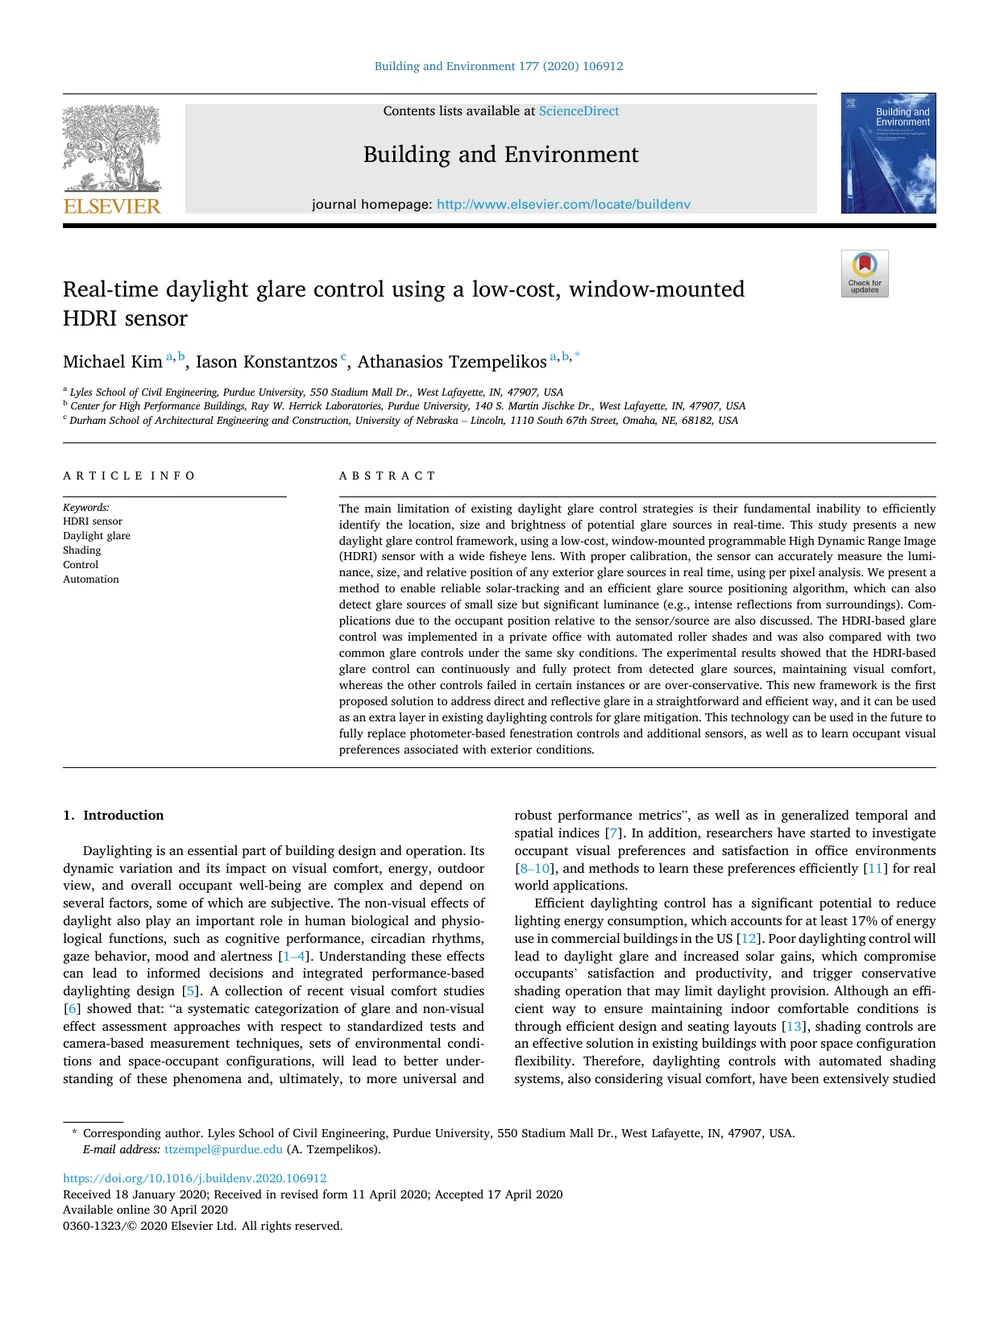 Building and Environment 177 (2020) 106912
Contents lists available at ScienceDirect
Building and Environment
journal homepage: http://www.elsevier.com/locate/buildenv
ELSEVIER
Building and
Environment
Check for
updates
Real-time daylight glare control using a low-cost, window-mounted
HDRI sensor
Michael Kim a,b, Iason Konstantzos c, Athanasios Tzempelikos a,b,*
a Lyles School of Civil Engineering, Purdue University, 550 Stadium Mall Dr., West Lafayette, IN, 47907, USA
b Center for High Performance Buildings, Ray W. Herrick Laboratories, Purdue University, 140 S. Martin Jischke Dr., West Lafayette, IN, 47907, USA
c Durham School of Architectural Engineering and Construction, University of Nebraska – Lincoln, 1110 South 67th Street, Omaha, NE, 68182, USA
ARTICLE INFO
Keywords:
HDRI sensor
Daylight glare
Shading
Control
Automation
ABSTRACT
The main limitation of existing daylight glare control strategies is their fundamental inability to efficiently
identify the location, size and brightness of potential glare sources in real-time. This study presents a new
daylight glare control framework, using a low-cost, window-mounted programmable High Dynamic Range Image
(HDRI) sensor with a wide fisheye lens. With proper calibration, the sensor can accurately measure the lumi-
nance, size, and relative position of any exterior glare sources in real time, using per pixel analysis. We present a
method to enable reliable solar-tracking and an efficient glare source positioning algorithm, which can also
detect glare sources of small size but significant luminance (e.g., intense reflections from surroundings). Com-
plications due to the occupant position relative to the sensor/source are also discussed. The HDRI-based glare
control was implemented in a private office with automated roller shades and was also compared with two
common glare controls under the same sky conditions. The experimental results showed that the HDRI-based
glare control can continuously and fully protect from detected glare sources, maintaining visual comfort,
whereas the other controls failed in certain instances or are over-conservative. This new framework is the first
proposed solution to address direct and reflective glare in a straightforward and efficient way, and it can be used
as an extra layer in existing daylighting controls for glare mitigation. This technology can be used in the future to
fully replace photometer-based fenestration controls and additional sensors, as well as to learn occupant visual
preferences associated with exterior conditions.
1. Introduction
Daylighting is an essential part of building design and operation. Its
dynamic variation and its impact on visual comfort, energy, outdoor
view, and overall occupant well-being are complex and depend on
several factors, some of which are subjective. The non-visual effects of
daylight also play an important role in human biological and physio-
logical functions, such as cognitive performance, circadian rhythms,
gaze behavior, mood and alertness [1–4]. Understanding these effects
can lead to informed decisions and integrated performance-based
daylighting design [5]. A collection of recent visual comfort studies
[6] showed that: “a systematic categorization of glare and non-visual
effect assessment approaches with respect to standardized tests and
camera-based measurement techniques, sets of environmental condi-
tions and space-occupant configurations, will lead to better under-
standing of these phenomena and, ultimately, to more universal and
robust performance metrics”, as well as in generalized temporal and
spatial indices [7]. In addition, researchers have started to investigate
occupant visual preferences and satisfaction in office environments
[8–10], and methods to learn these preferences efficiently [11] for real
world applications.
Efficient daylighting control has a significant potential to reduce
lighting energy consumption, which accounts for at least 17% of energy
use in commercial buildings in the US [12]. Poor daylighting control will
lead to daylight glare and increased solar gains, which compromise
occupants’ satisfaction and productivity, and trigger conservative
shading operation that may limit daylight provision. Although an effi-
cient way to ensure maintaining indoor comfortable conditions is
through efficient design and seating layouts [13], shading controls are
an effective solution in existing buildings with poor space configuration
flexibility. Therefore, daylighting controls with automated shading
systems, also considering visual comfort, have been extensively studied
* Corresponding author. Lyles School of Civil Engineering, Purdue University, 550 Stadium Mall Dr., West Lafayette, IN, 47907, USA.
E-mail address: ttzempel@purdue.edu (A. Tzempelikos).
https://doi.org/10.1016/j.buildenv.2020.106912
Received 18 January 2020; Received in revised form 11 April 2020; Accepted 17 April 2020
Available online 30 April 2020
0360-1323/© 2020 Elsevier Ltd. All rights reserved.